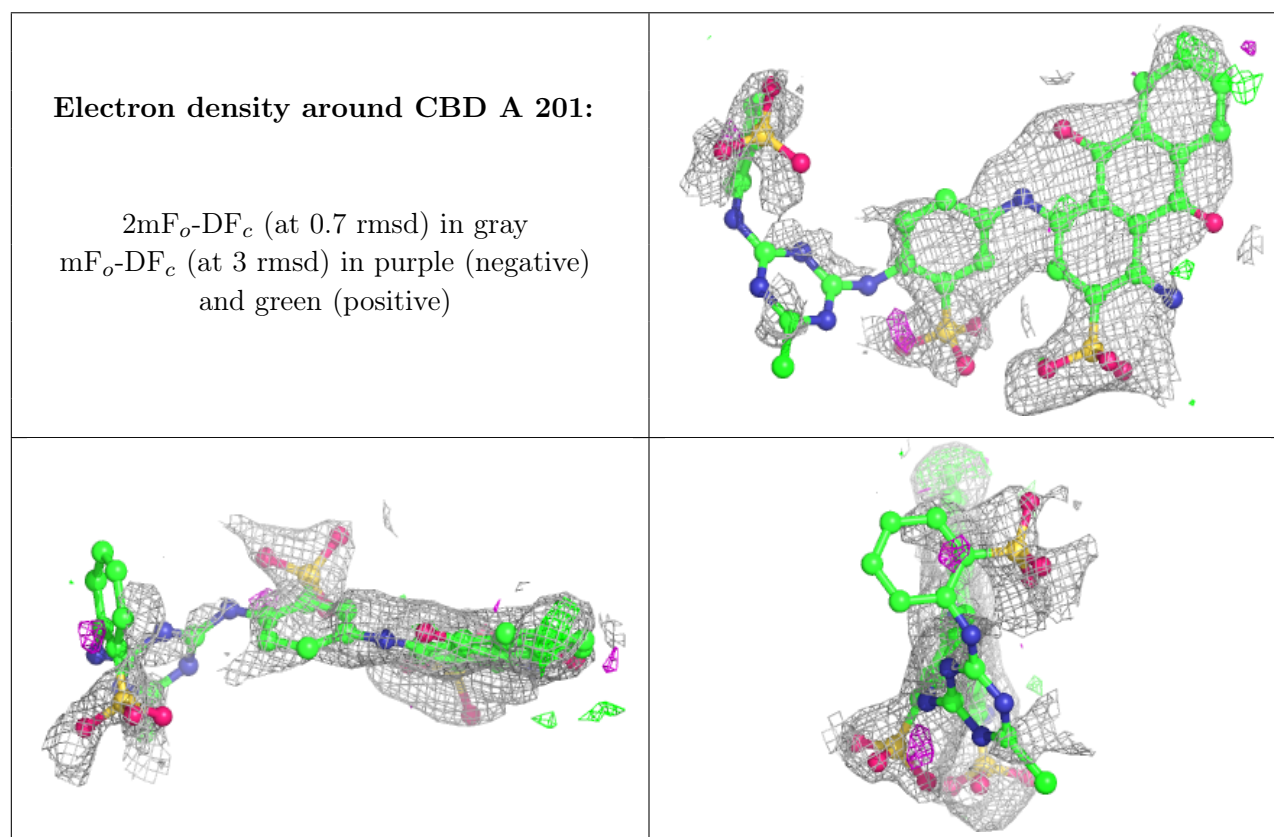 Electron density around CBD A 201:
2mFo-DFc (at 0.7 rmsd) in gray
mFo-DFc (at 3 rmsd) in purple (negative)
and green (positive)